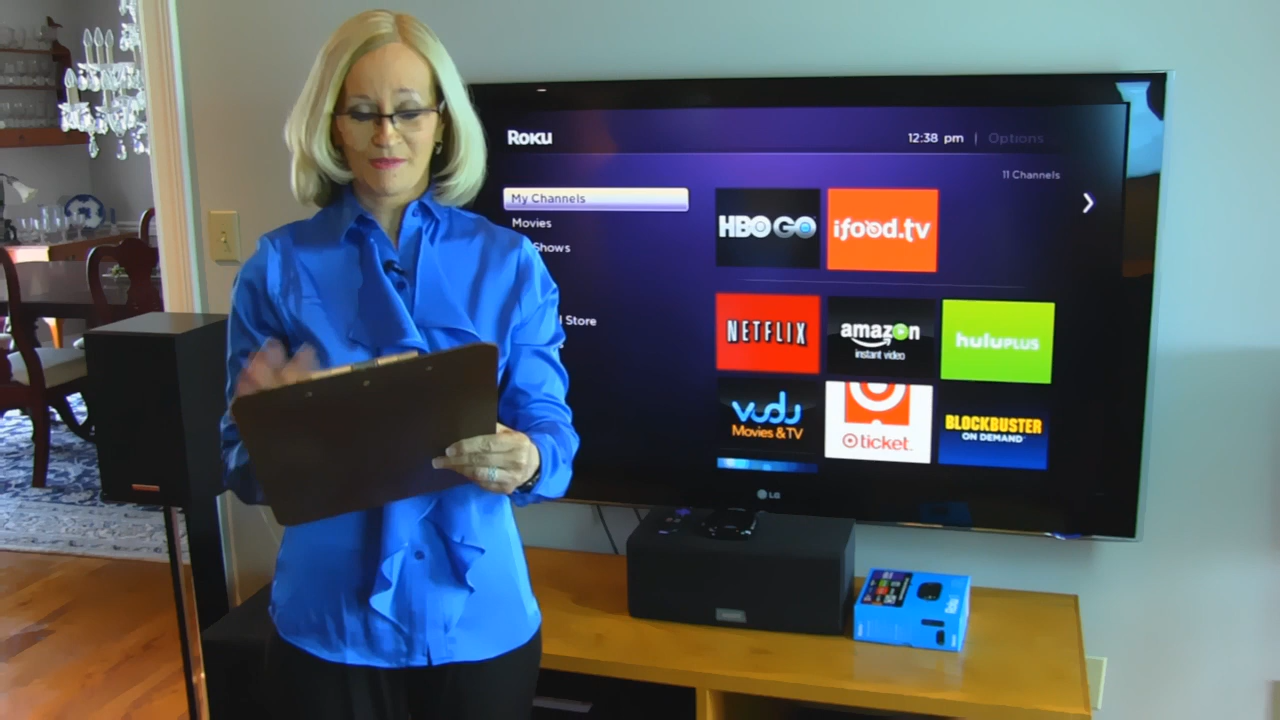 Roku
12:38 pm | Options
11 Channels
My Channels
Movies
Shows
Store
HBO GO
ifood.tv
NETFLIX
amazon
instant video
huluPLUS
vudu
Movies & TV
ticket
BLOCKBUSTER
ON DEMAND
LG
Roku